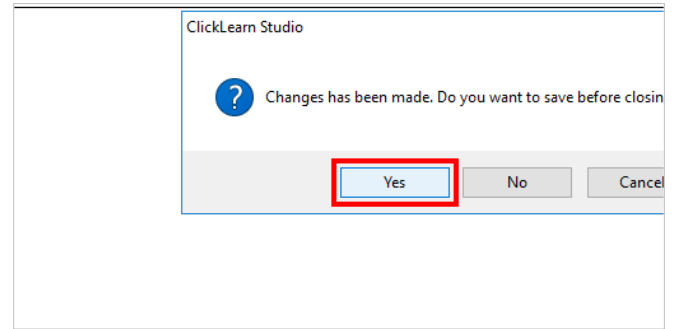 ClickLearn Studio
Changes has been made. Do you want to save before closin
Yes No Cancel